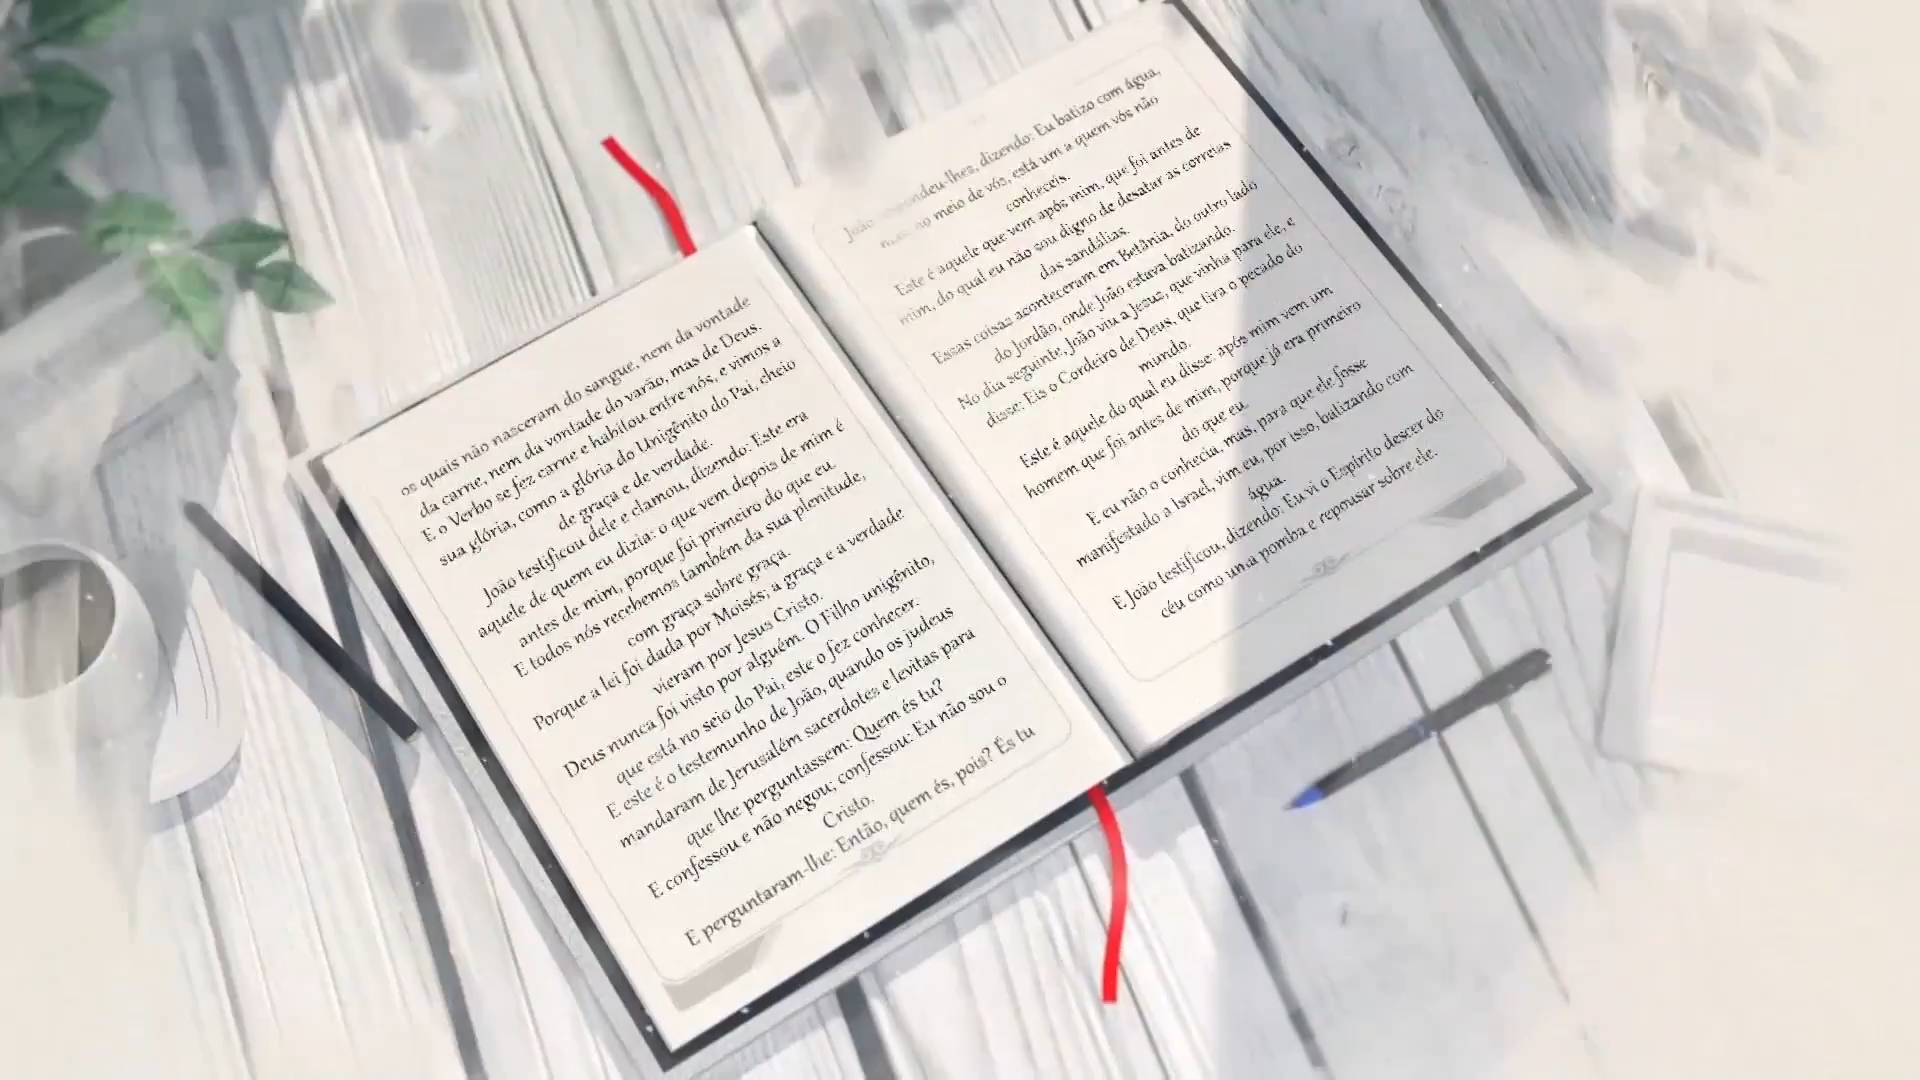 os quais não nasceram do sangue, nem da vontade
da carne, nem da vontade do varão, mas de Deus.
E o Verbo se fez carne e habitou entre nós, e vimos a
sua glória, como a glória do Unigênito do Pai, cheio
de graça e de verdade.
João testificou dele e clamou, dizendo: Este era
aquele de quem eu dizia: o que vem depois de mim é
antes de mim, porque foi primeiro do que eu.
E todos nós recebemos também da sua plenitude,
com graça sobre graça.
Porque a lei foi dada por Moisés; a graça e a verdade
vieram por Jesus Cristo.
Deus nunca foi visto por alguém. O Filho unigênito,
que está no seio do Pai, este o fez conhecer.
E este é o testemunho de João, quando os judeus
mandaram de Jerusalém sacerdotes e levitas para
que lhe perguntassem: Quem és tu?
E confessou e não negou; confessou: Eu não sou o
Cristo.
E perguntaram-lhe: Então, quem és, pois? És tu
João respondeu-lhes, dizendo: Eu batizo com água,
mas, no meio de vós, está um a quem vós não
conheceis.
Este é aquele que vem após mim, que foi antes de
mim, do qual eu não sou digno de desatar as correias
das sandálias.
Essas coisas aconteceram em Betânia, do outro lado
do Jordão, onde João estava batizando.
No dia seguinte, João viu a Jesus, que vinha para ele, e
disse: Eis o Cordeiro de Deus, que tira o pecado do
mundo.
Este é aquele do qual eu disse: após mim vem um
homem que foi antes de mim, porque já era primeiro
do que eu.
E eu não o conhecia, mas, para que ele fosse
manifestado a Israel, vim eu, por isso, batizando com
água.
E João testificou, dizendo: Eu vi o Espírito descer do
céu como uma pomba e repousar sobre ele.